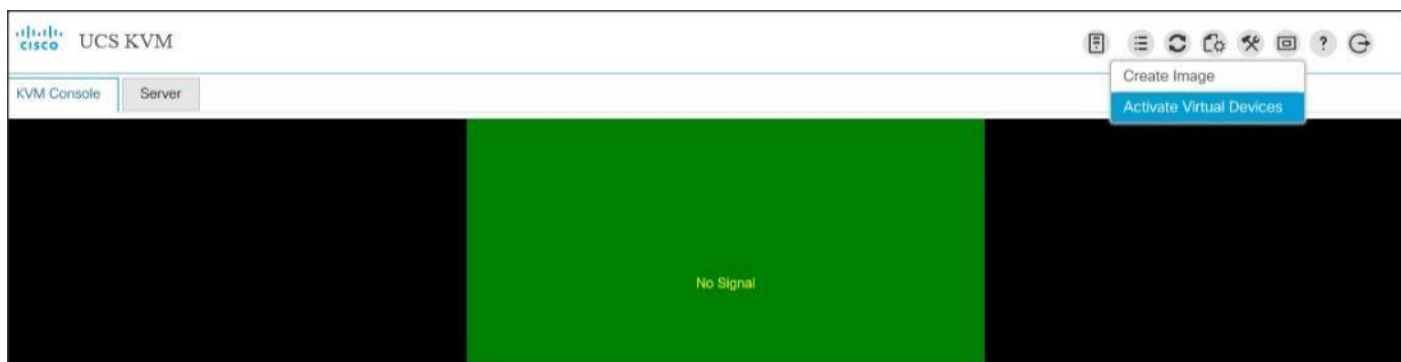 cisco UCS KVM
?
Create Image
KVM Console Server
Activate Virtual Devices
No Signal